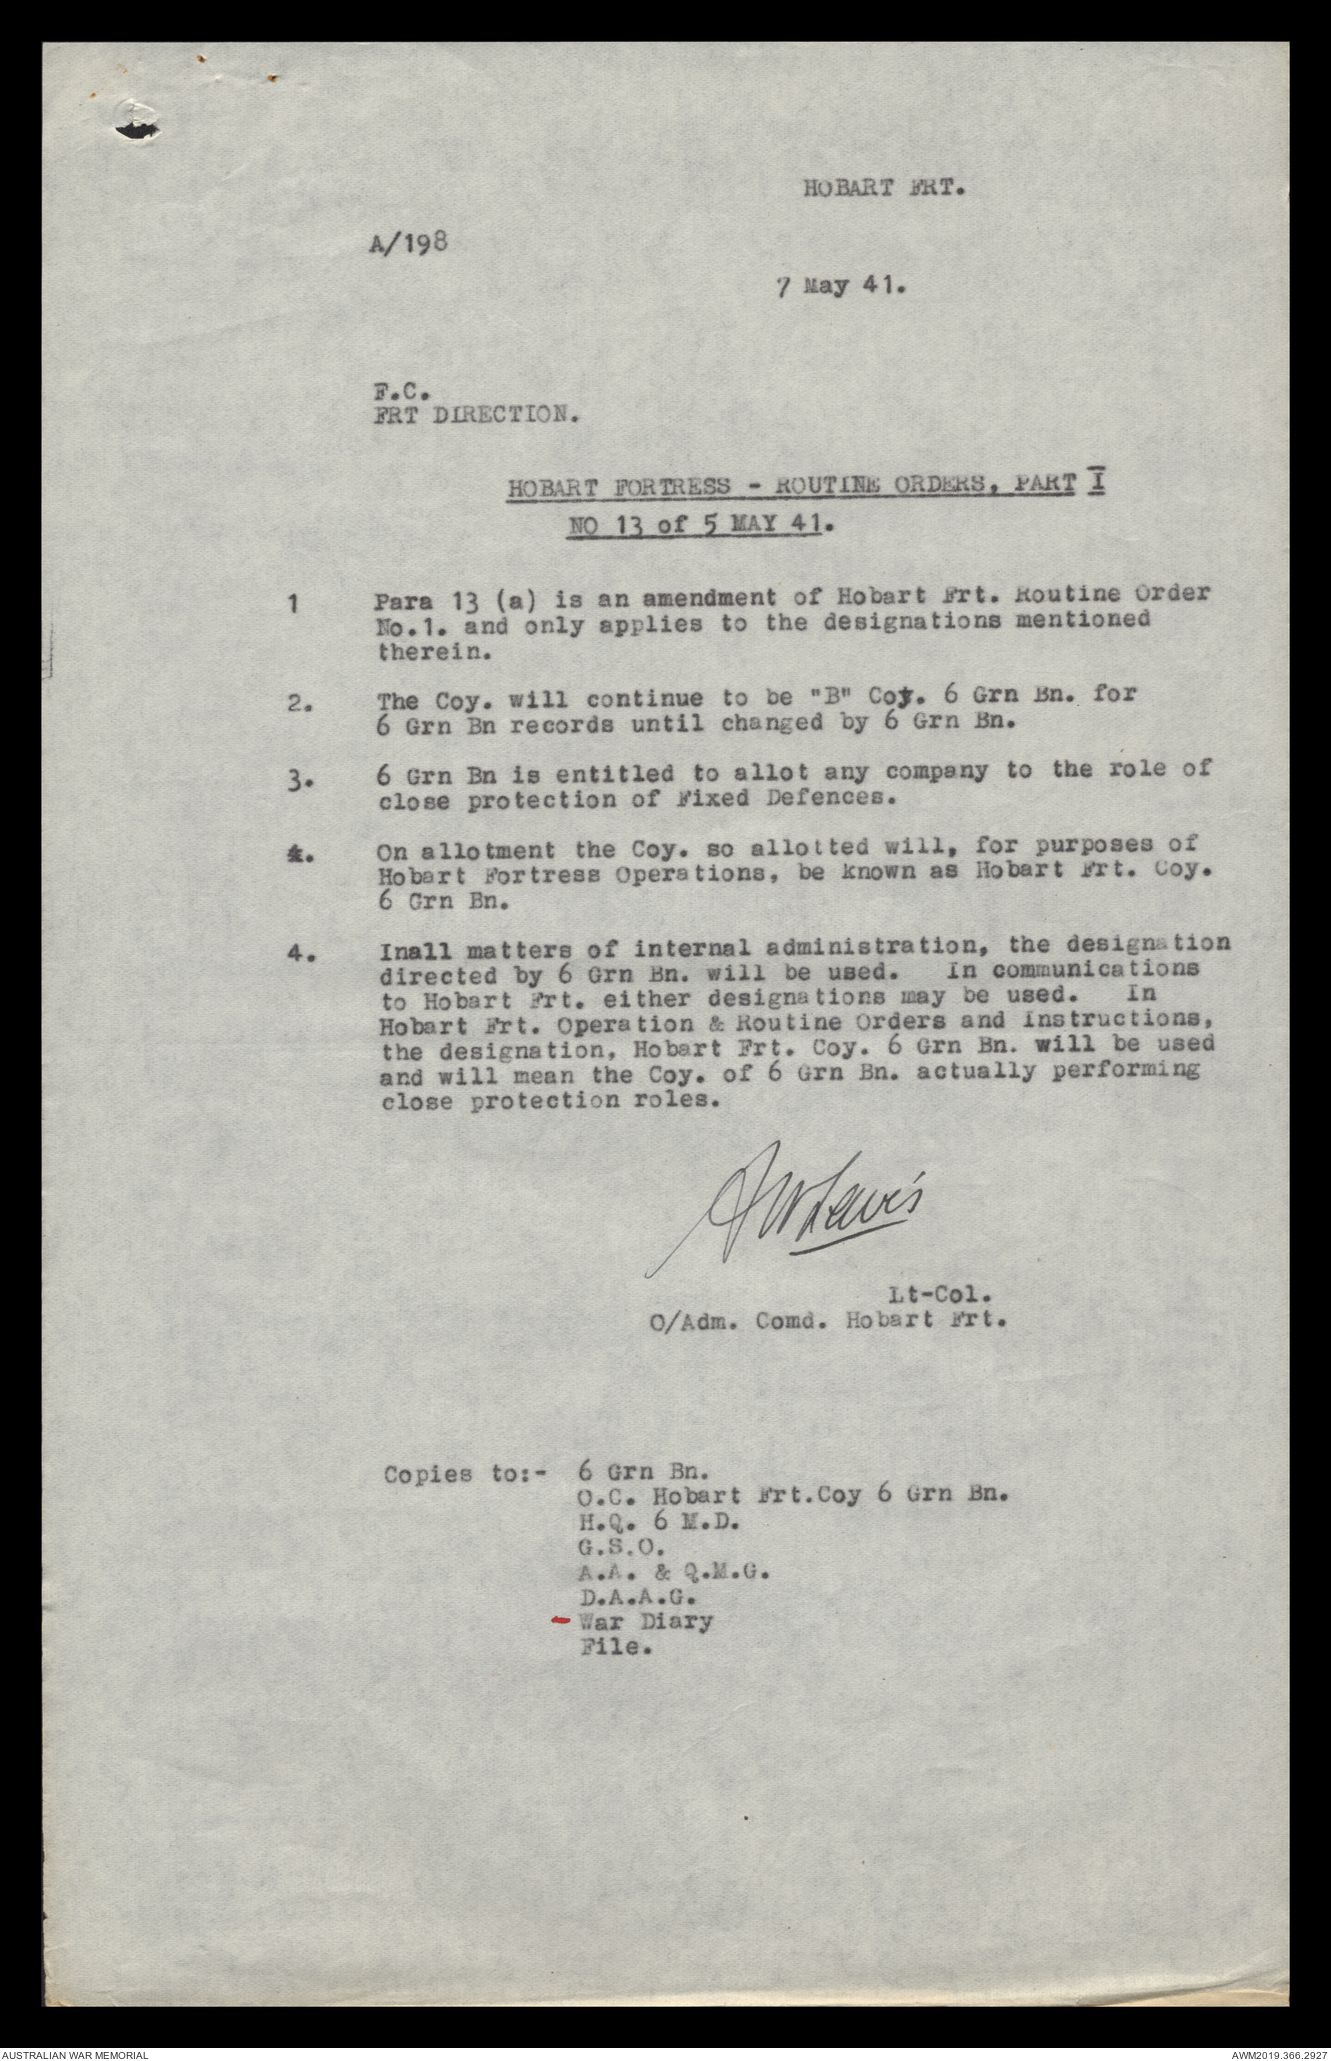 HOBART FRT.
A/198
7 May 41.
F.C.
FRT DIRECTION.
HOBART FORTRESS - ROUTINE ORDERS, PART I
NO 13 of 5 MAY 41.
1 Para 13 (a) is an amendment of Hobart Frt. Routine Order
No.1. and only applies to the designations mentioned
therein.
2. The Coy. will continue to be "B" Coy. 6 Grn Bn. for
6 Grn Bn records until changed by 6 Grn Bn.
3. 6 Grn Bn is entitled to allot any company to the role of
close protection of Fixed Defences.
4. On allotment the Coy. so allotted will, for purposes of
Hobart Fortress Operations, be known as Hobart Frt. Coy.
6 Grn Bn.
4. Inall matters of internal administration, the designation
directed by 6 Grn Bn. will be used. In communications
to Hobart Frt. either designations may be used. In
Hobart Frt. Operation & Routine Orders and Instructions,
the designation, Hobart Frt. Coy. 6 Grn Bn. will be used
and will mean the Coy. of 6 Grn Bn. actually performing
close protection roles.
Lt-Col.
O/Adm. Comd. Hobart Frt.
Copies to:- 6 Grn Bn.
O.C. Hobart Frt.Coy 6 Grn Bn.
H.Q. 6 M.D.
G.S.O.
A.A. & Q.M.G.
D.A.A.G.
War Diary
File.
AUSTRALIAN WAR MEMORIAL
AWM2019.366.2927